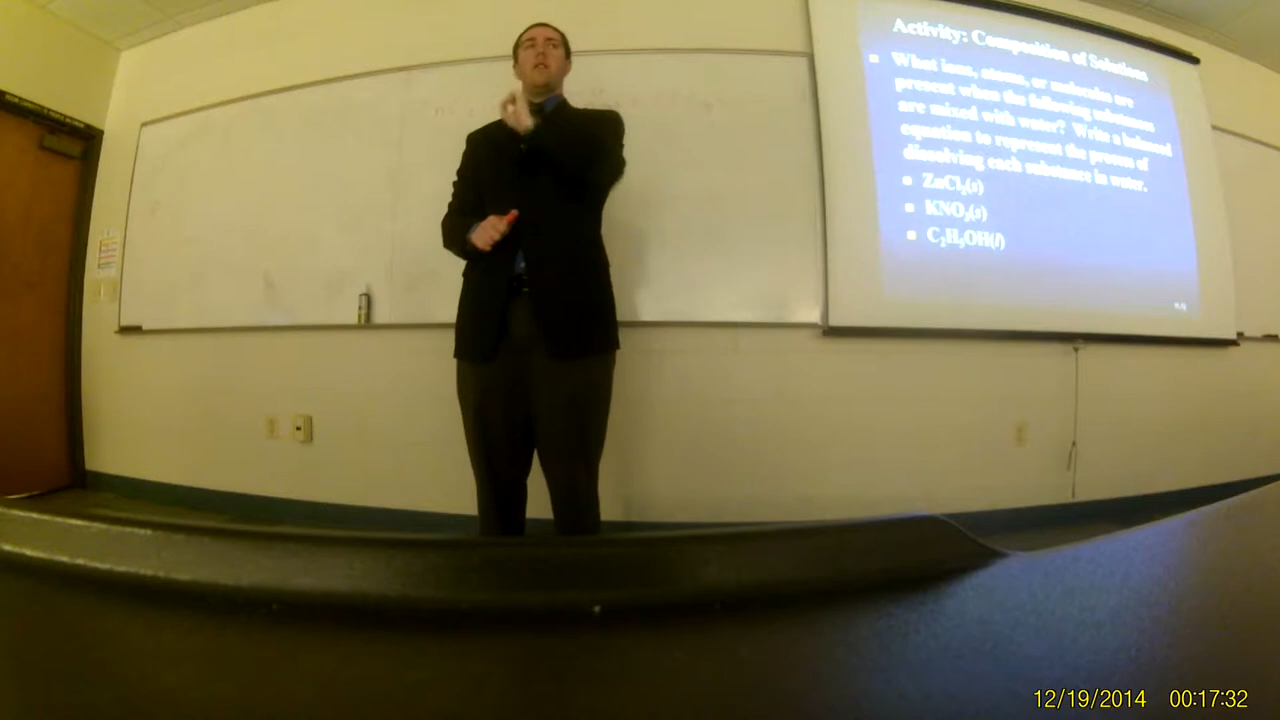 Activity: Composition of Solutions
What ions, atoms, or molecules are
present when the following substances
are mixed with water? Write a balanced
equation to represent the process of
dissolving each substance in water.
ZnCl₂(s)
KNO₃(s)
C₂H₅OH(l)
12/19/2014 00:17:32